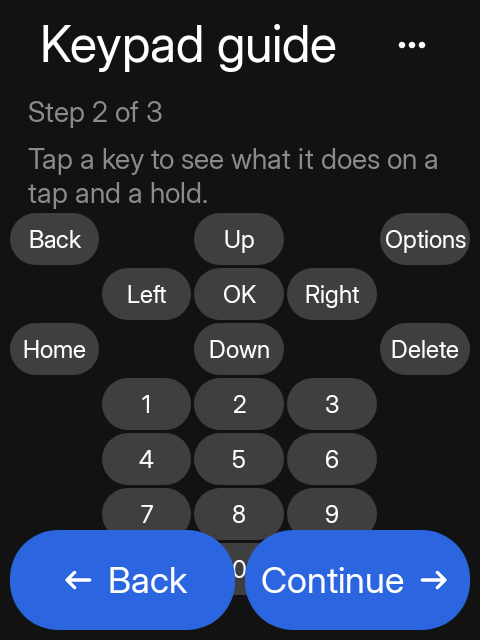 Keypad guide
Step 2 of 3
Tap a key to see what it does on a
tap and a hold.
Back Up Options
Left OK Right
Home Down Delete
1 2 3
4 5 6
7 8 9
0
← Back Continue →